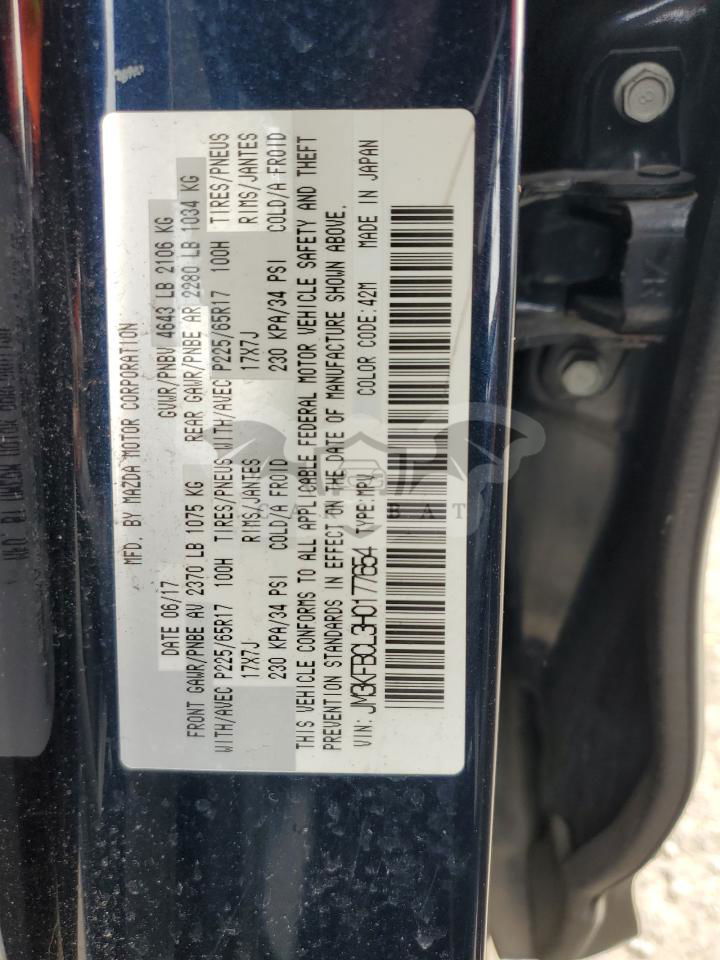 MFD. BY MAZDA MOTOR CORPORATION
DATE 06/17 GVWR/PNBV 4643 LB 2106 KG
FRONT GAWR/PNBE AV 2370 LB 1075 KG REAR GAWR/PNBE AR 2280 LB 1034 KG
WITH/AVEC P225/65R17 100H TIRES/PNEUS WITH/AVEC P225/65R17 100H TIRES/PNEUS
17X7J RIMS/JANTES 17X7J RIMS/JANTES
230 KPA/34 PSI COLD/A FROID 230 KPA/34 PSI COLD/A FROID
THIS VEHICLE CONFORMS TO ALL APPLICABLE FEDERAL MOTOR VEHICLE SAFETY AND THEFT
PREVENTION STANDARDS IN EFFECT ON THE DATE OF MANUFACTURE SHOWN ABOVE.
VIN: JM3KFBCL3H0177654 TYPE:MPV COLOR CODE:42M MADE IN JAPAN
8